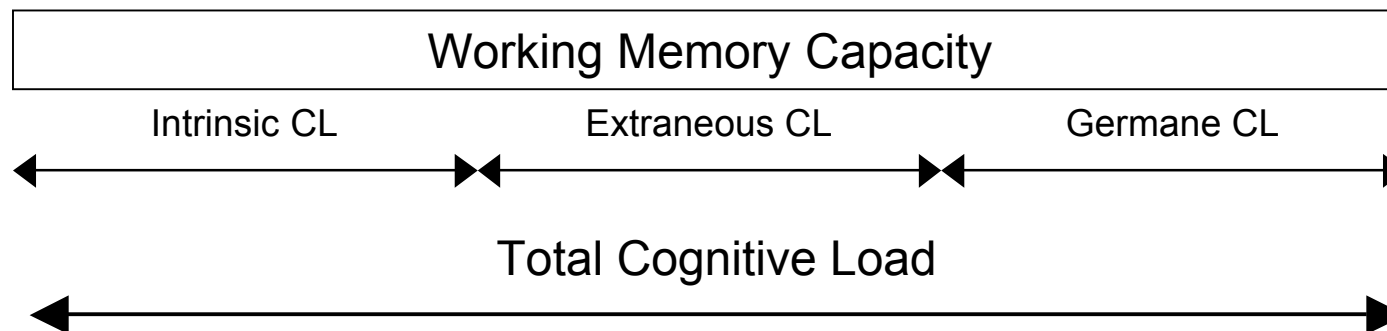 Working Memory Capacity
Intrinsic CL Extraneous CL Germane CL
Total Cognitive Load